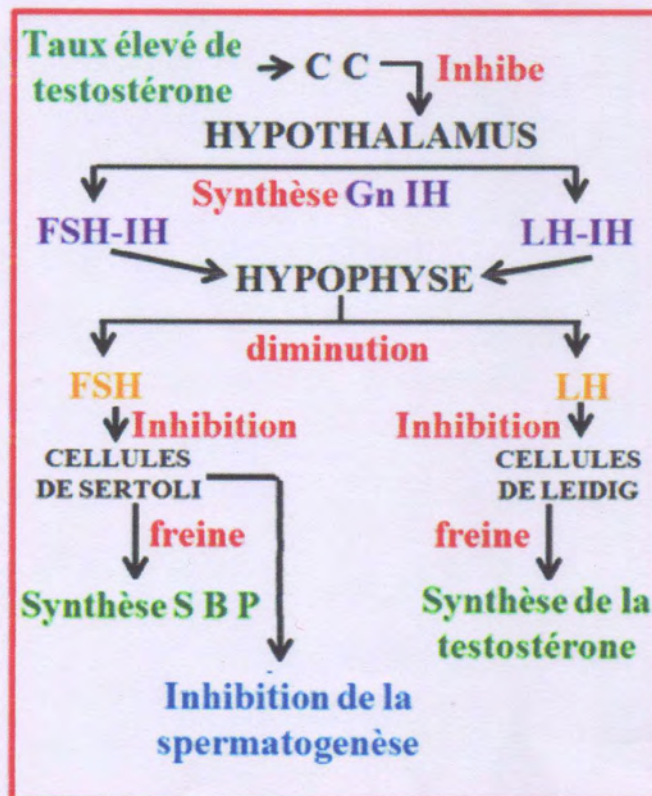 Taux élevé de
testostérone
C C
Inhibe
HYPOTHALAMUS
Synthèse Gn IH
FSH-IH
LH-IH
HYPOPHYSE
diminution
FSH
LH
Inhibition
Inhibition
CELLULES
DE SERTOLI
CELLULES
DE LEIDIG
freine
freine
Synthèse S B P
Synthèse de la
testostérone
Inhibition de la
spermatogenèse